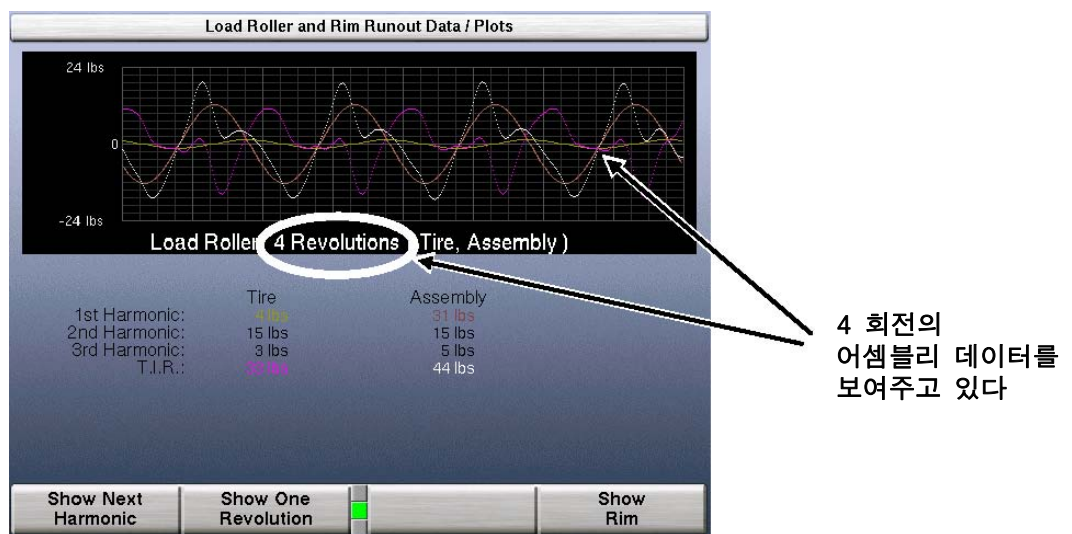 Load Roller and Rim Runout Data / Plots
24 lbs
0
-24 lbs
Load Roller 4 Revolutions Tire, Assembly )
Tire Assembly
1st Harmonic: 4 lbs 31 lbs
2nd Harmonic: 15 lbs 15 lbs
3rd Harmonic: 3 lbs 5 lbs
T.I.R.: lbs 44 lbs
4 회전의
어셈블리 데이터를
보여주고 있다
Show Next
Harmonic
Show One
Revolution
Show
Rim